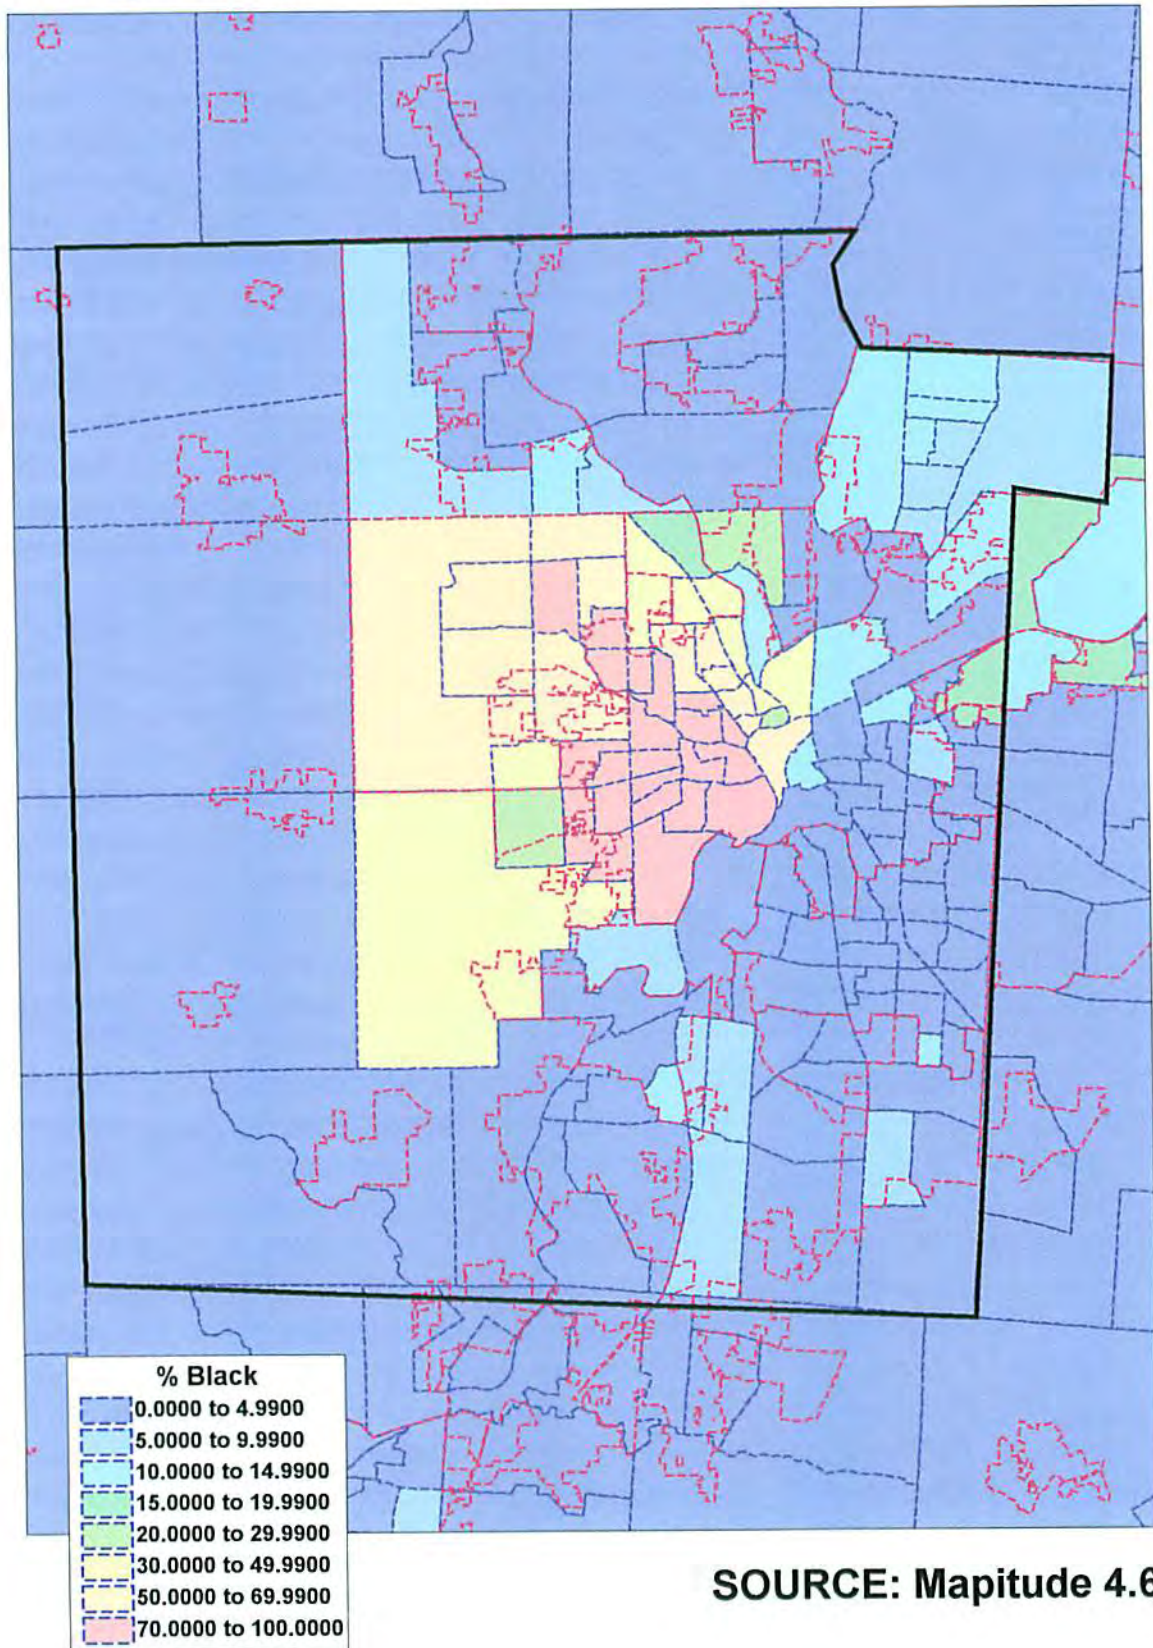 % Black
0.0000 to 4.9900
5.0000 to 9.9900
10.0000 to 14.9900
15.0000 to 19.9900
20.0000 to 29.9900
30.0000 to 49.9900
50.0000 to 69.9900
70.0000 to 100.0000
SOURCE: Mapitude 4.6